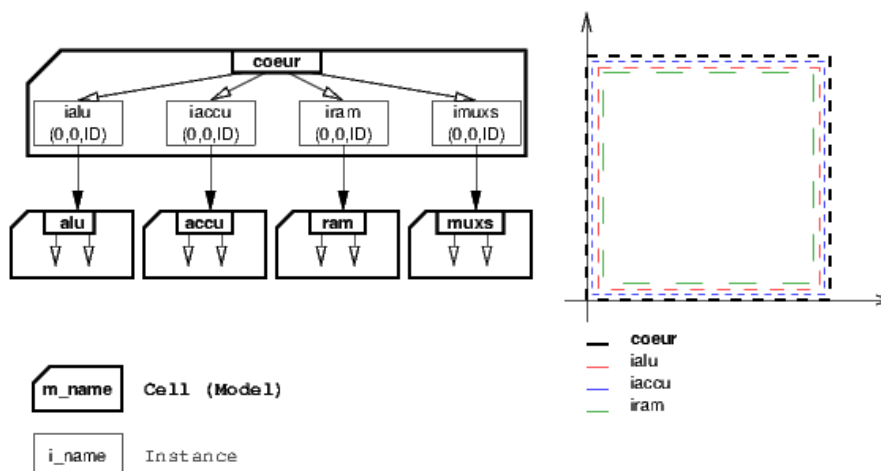 coeur
ialu
(0,0,ID)
iaccu
(0,0,ID)
iram
(0,0,ID)
imuxs
(0,0,ID)
alu
accu
ram
muxs
coeur
ialu
iaccu
iram
m_name Cell (Model)
i_name Instance